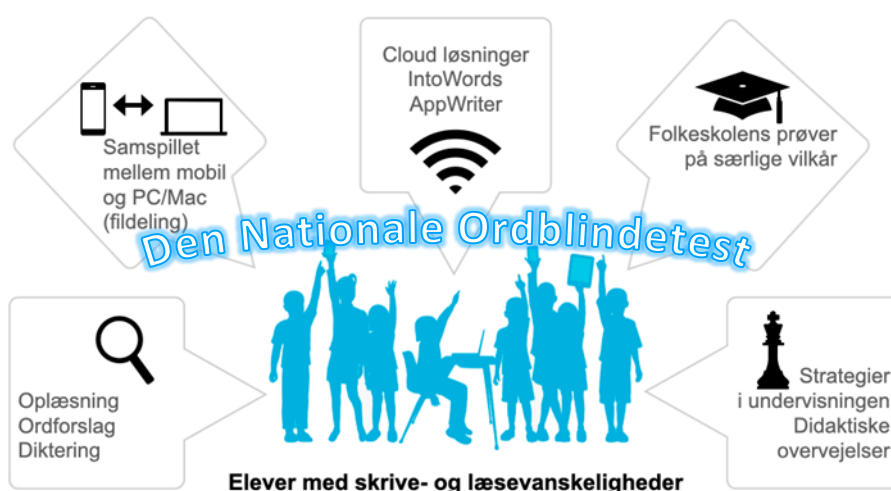 Cloud løsninger
IntoWords
AppWriter
Samspillet
mellem mobil
og PC/Mac
(fildeling)
Folkeskolens prøver
på særlige vilkår
Den Nationale Ordblindetest
Oplæsning
Ordforslag
Diktering
Strategier
i undervisningen
Didaktiske
overvejelser
Elever med skrive- og læsevanskeligheder